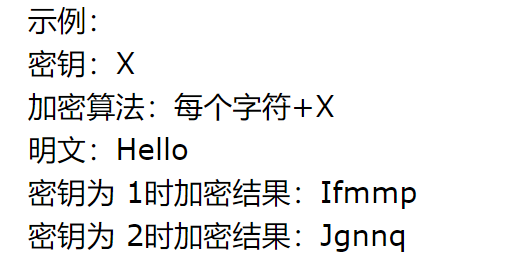 示例：
密钥：X
加密算法：每个字符+X
明文：Hello
密钥为 1时加密结果：Ifmmp
密钥为 2时加密结果：Jgnnq